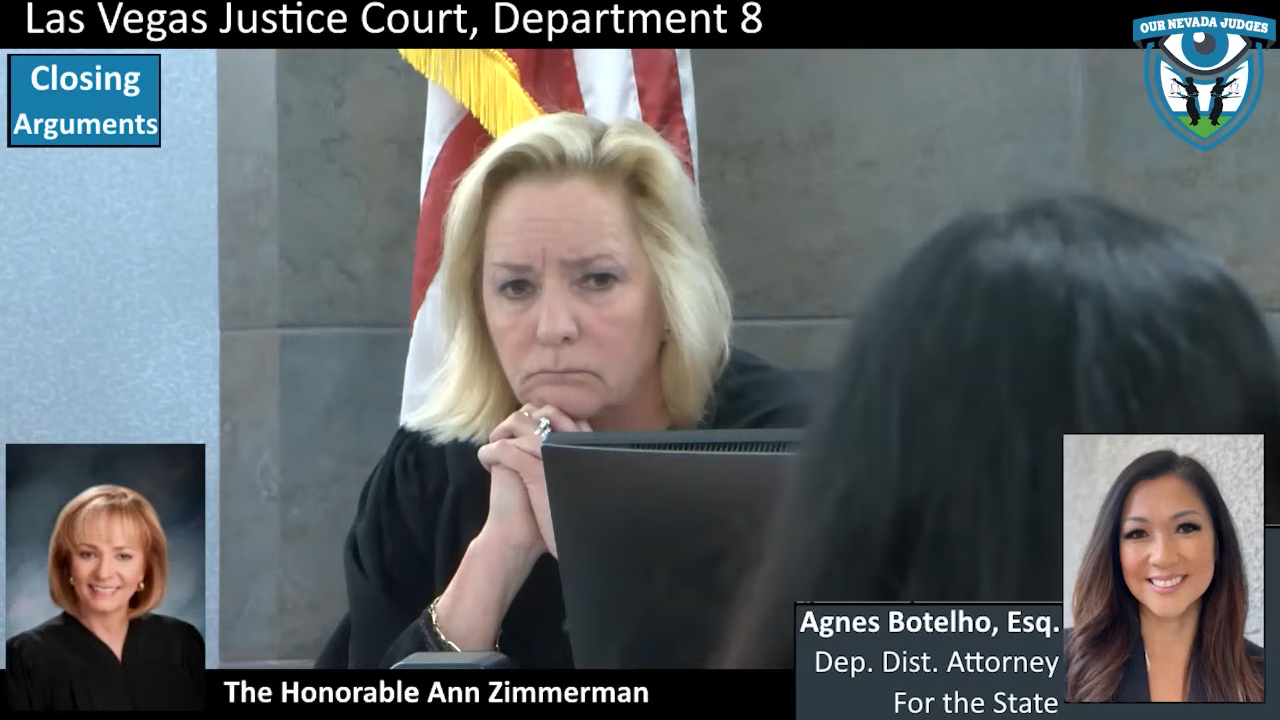 Las Vegas Justice Court, Department 8
OUR NEVADA JUDGES
Closing
Arguments
Agnes Botelho, Esq.
Dep. Dist. Attorney
For the State
The Honorable Ann Zimmerman